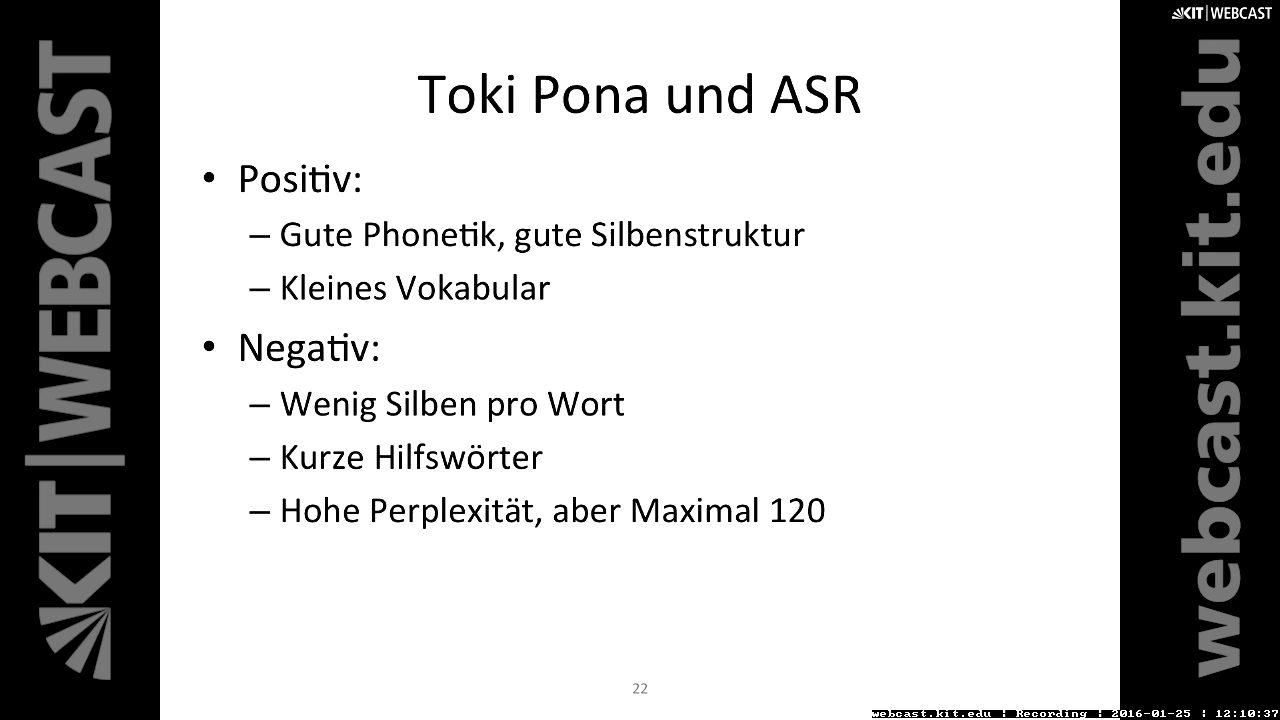 KIT | WEBCAST
KIT | WEBCAST
webcast.kit.edu
Toki Pona und ASR
• Positiv:
– Gute Phonetik, gute Silbenstruktur
– Kleines Vokabular
• Negativ:
– Wenig Silben pro Wort
– Kurze Hilfswörter
– Hohe Perplexität, aber Maximal 120
22
webcast.kit.edu | Recording | 2016-01-25 | 12:10:37